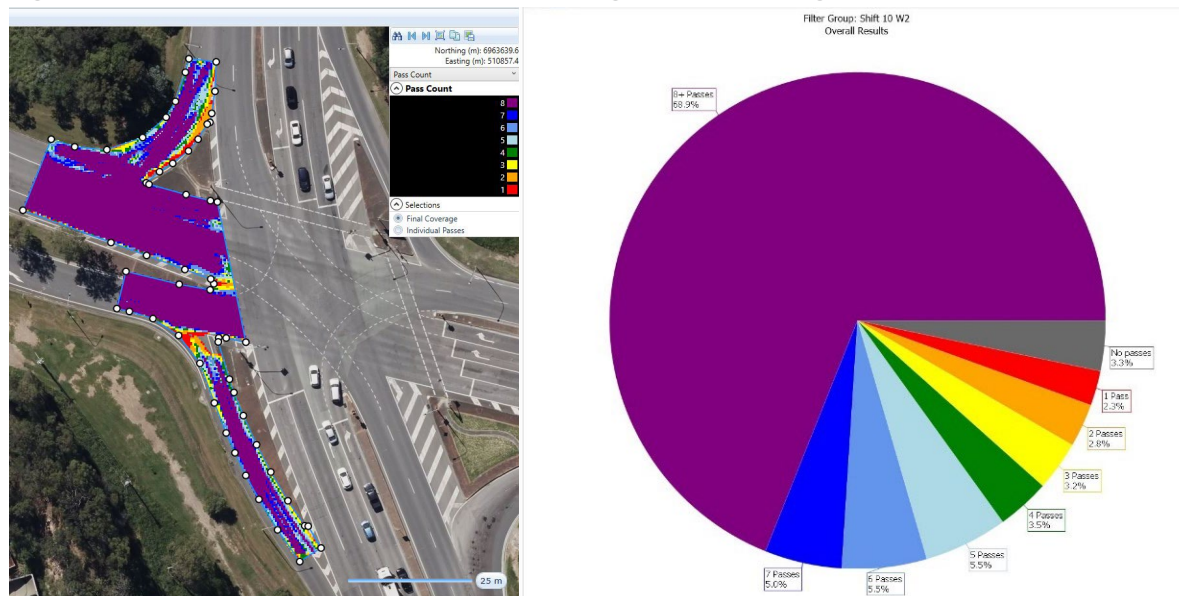 Northing (m): 6963639.6
Easting (m): 510857.4
Pass Count
Pass Count
8
7
6
5
4
3
2
1
Selections
Final Coverage
Individual Passes
25 m
Filter Group: Shift 10 W2
Overall Results
8+ Passes
68.9%
No passes
3.3%
1 Pass
2.3%
2 Passes
2.8%
3 Passes
3.2%
4 Passes
3.5%
5 Passes
5.5%
6 Passes
5.5%
7 Passes
5.0%